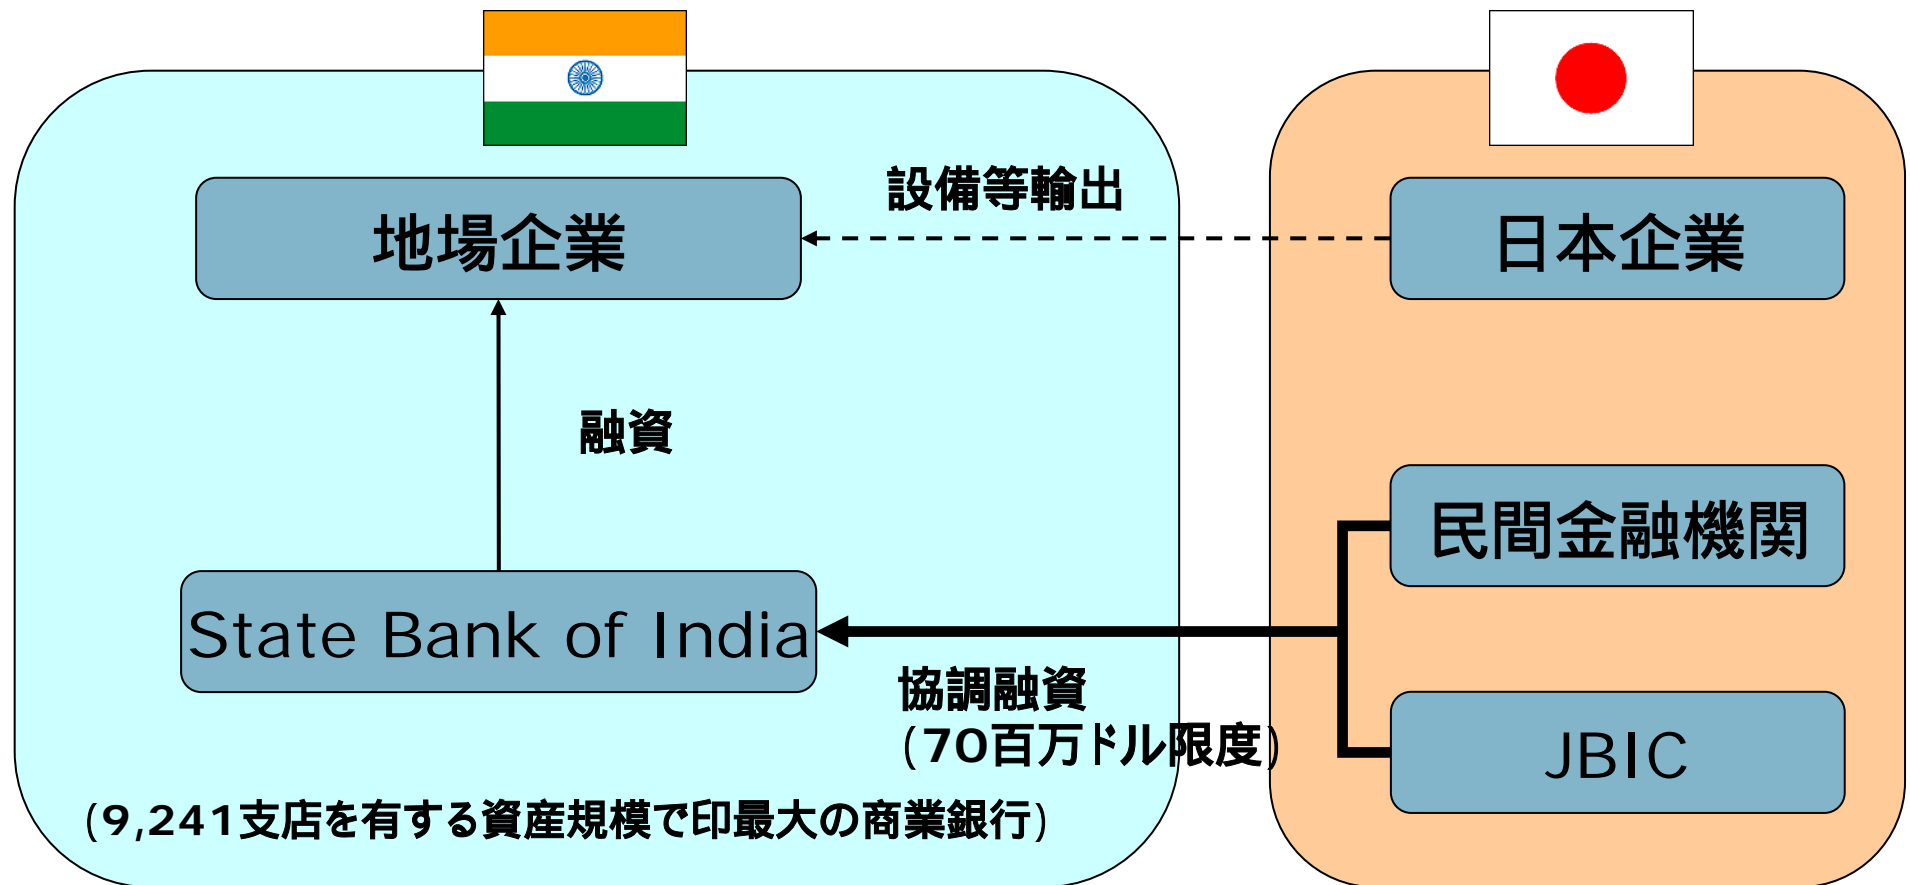 設備等輸出
地場企業
日本企業
融資
民間金融機関
State Bank of India
協調融資
(70百万ドル限度)
JBIC
(9,241支店を有する資産規模で印最大の商業銀行)